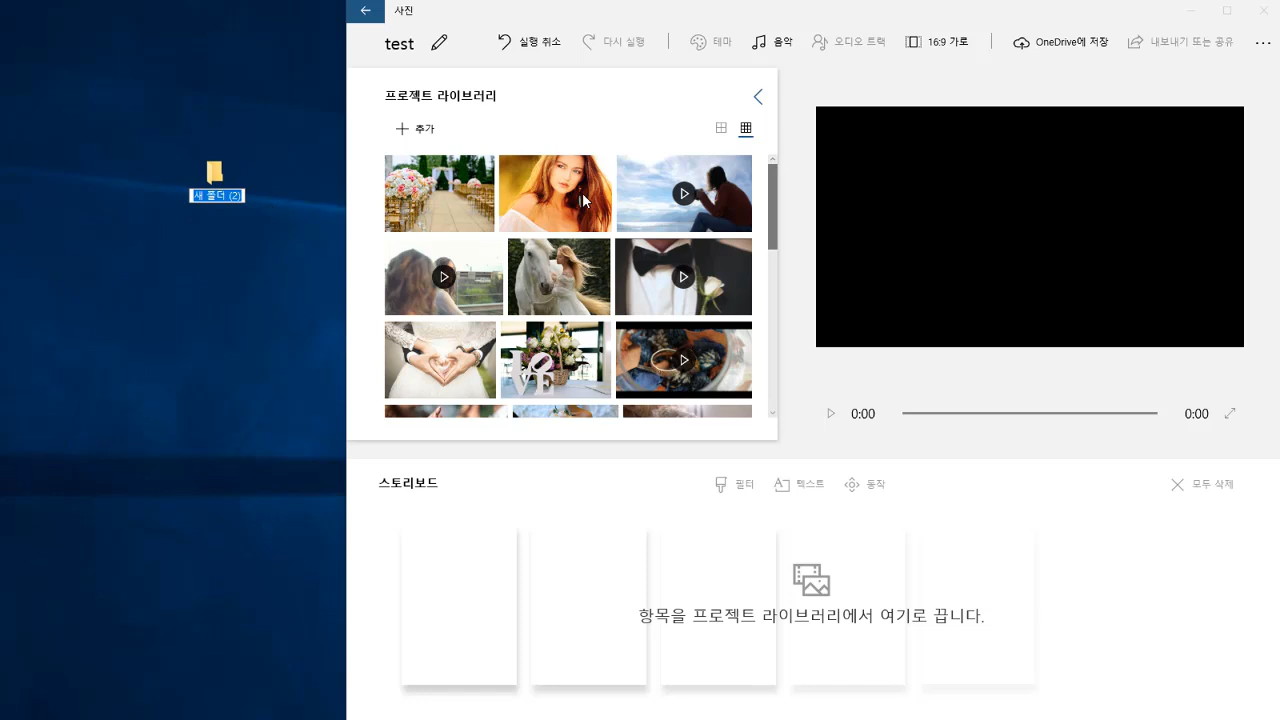 사진
test
실행 취소
다시 실행
테마
음악
오디오 트랙
16:9 가로
OneDrive에 저장
내보내기 또는 공유
프로젝트 라이브러리
추가
새 폴더 (2)
LOVE
0:00
0:00
스토리보드
필터
텍스트
동작
모두 삭제
항목을 프로젝트 라이브러리에서 여기로 끕니다.